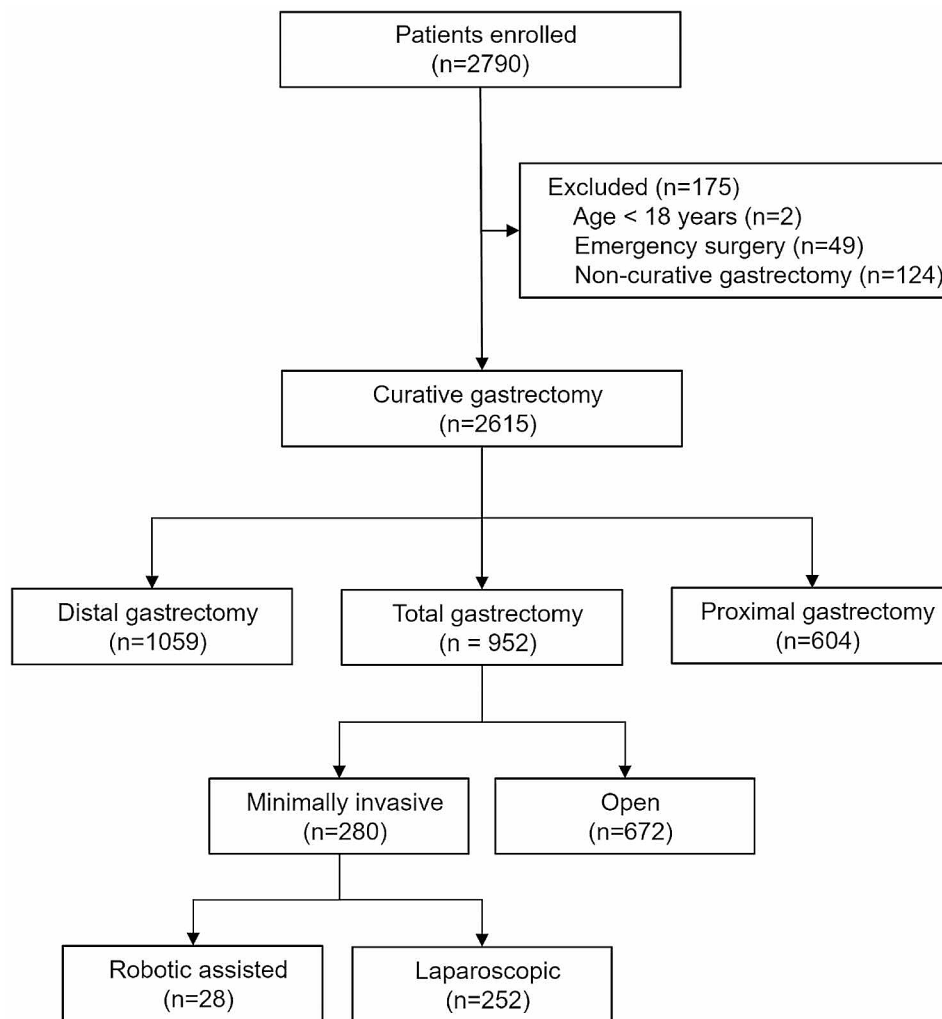 Patients enrolled
(n=2790)
Excluded (n=175)
Age < 18 years (n=2)
Emergency surgery (n=49)
Non-curative gastrectomy (n=124)
Curative gastrectomy
(n=2615)
Distal gastrectomy
(n=1059)
Total gastrectomy
(n = 952)
Proximal gastrectomy
(n=604)
Minimally invasive
(n=280)
Open
(n=672)
Robotic assisted
(n=28)
Laparoscopic
(n=252)